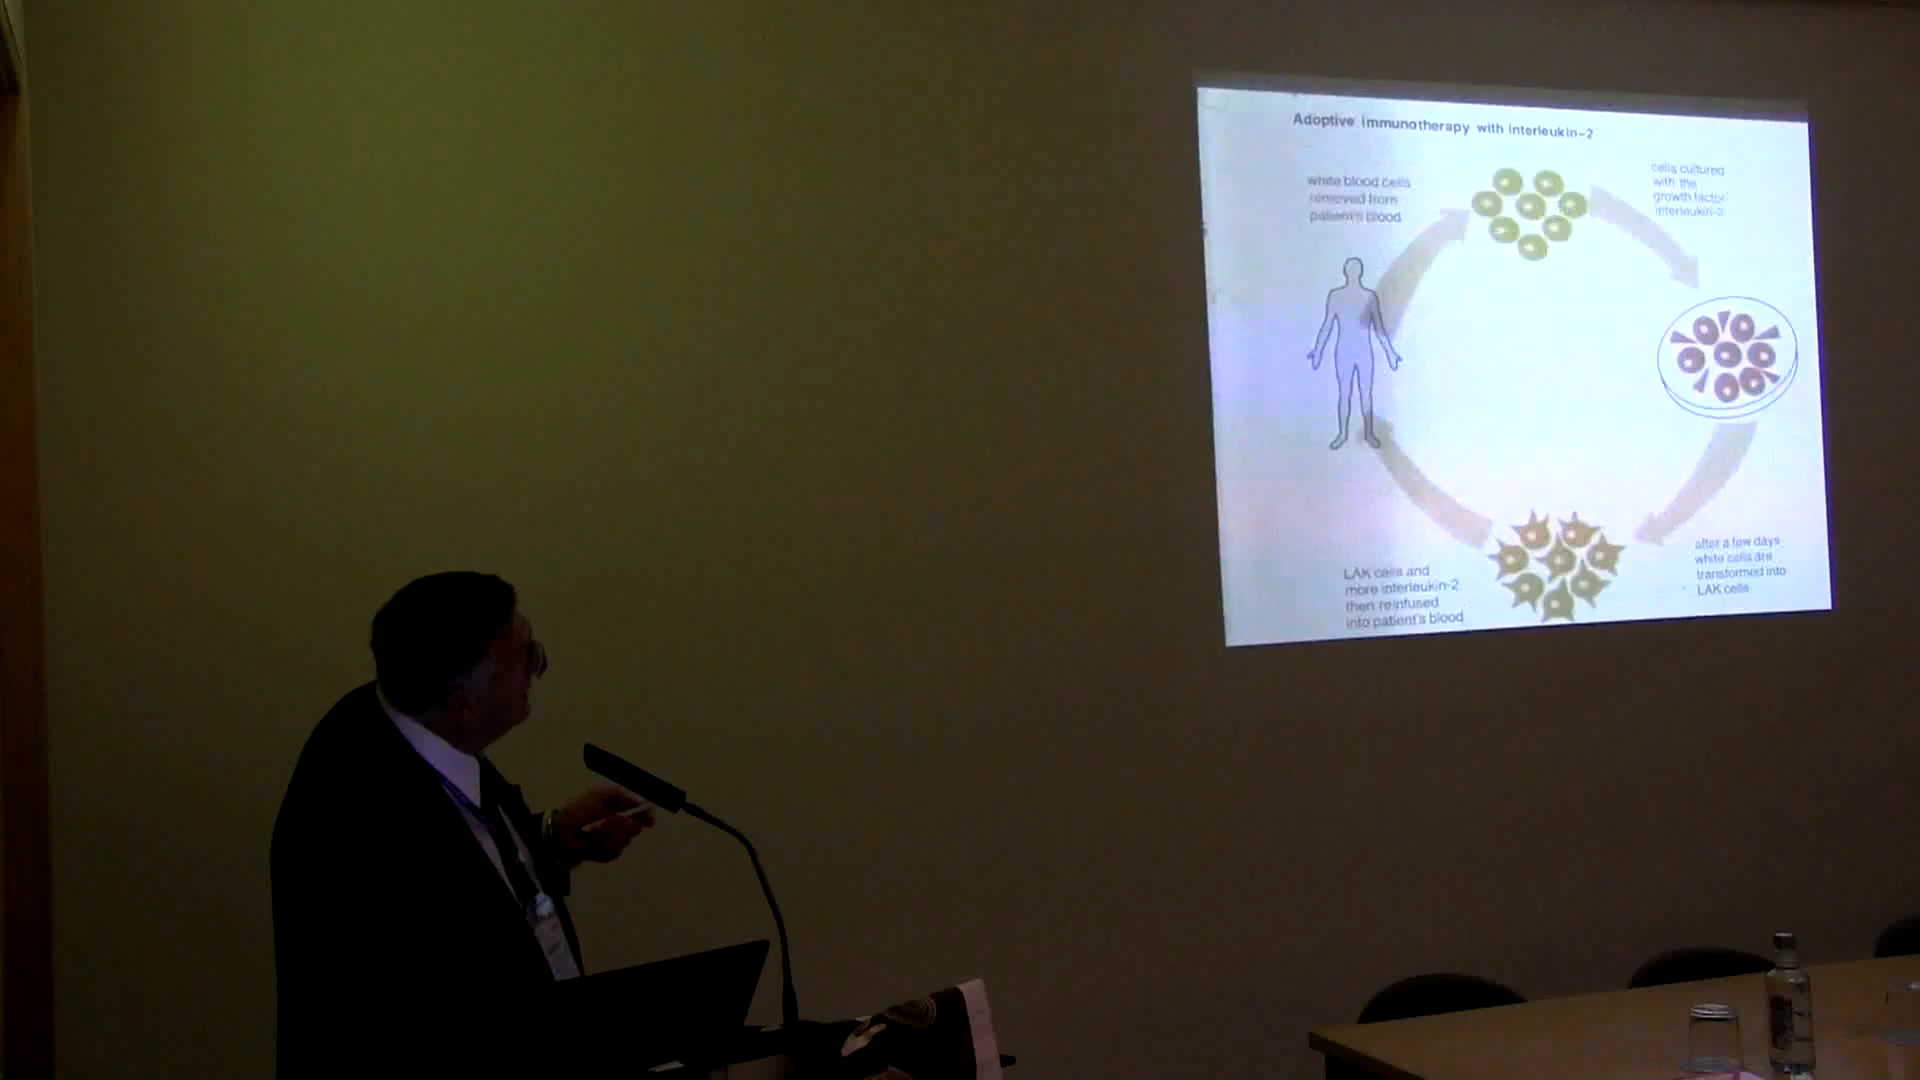 Adoptive immunotherapy with interleukin-2
white blood cells
removed from
patient's blood
cells cultured
with the
growth factor
interleukin-2
after a few days
white cells are
transformed into
LAK cells
LAK cells and
more interleukin-2
then reinfused
into patient's blood